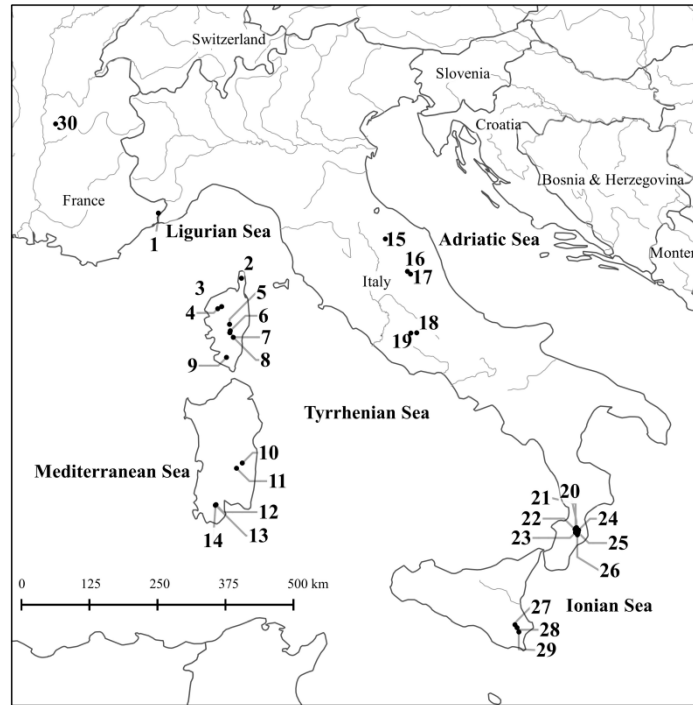 Switzerland
Slovenia
Croatia
30
Bosnia & Herzegovina
France
1
Ligurian Sea
15
Adriatic Sea
Monten
16
17
Italy
2
3
5
4
6
7
8
9
18
19
Tyrrhenian Sea
10
Mediterranean Sea
11
12
13
14
20
21
22
24
23
25
26
0 125 250 375 500 km
27
Ionian Sea
28
29